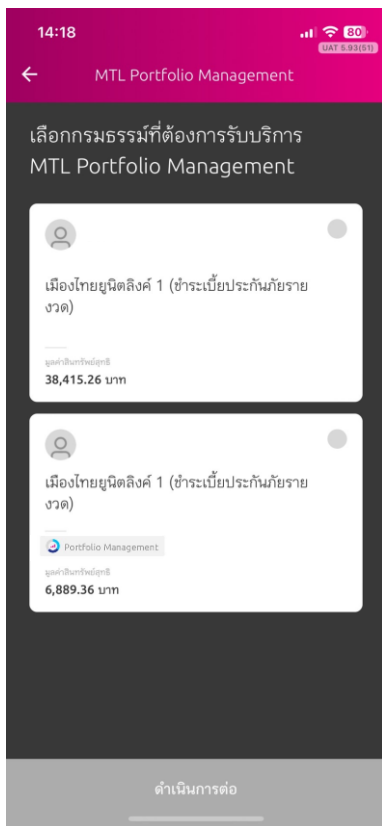 14:18
80
UAT 5.93(51)
MTL Portfolio Management
เลือกกรมธรรม์ที่ต้องการรับบริการ
MTL Portfolio Management
เมืองไทยยูนิตลิงค์ 1 (ชำระเบี้ยประกันภัยราย
งวด)
มูลค่าสินทรัพย์สุทธิ
38,415.26 บาท
เมืองไทยยูนิตลิงค์ 1 (ชำระเบี้ยประกันภัยราย
งวด)
Portfolio Management
มูลค่าสินทรัพย์สุทธิ
6,889.36 บาท
ดำเนินการต่อ